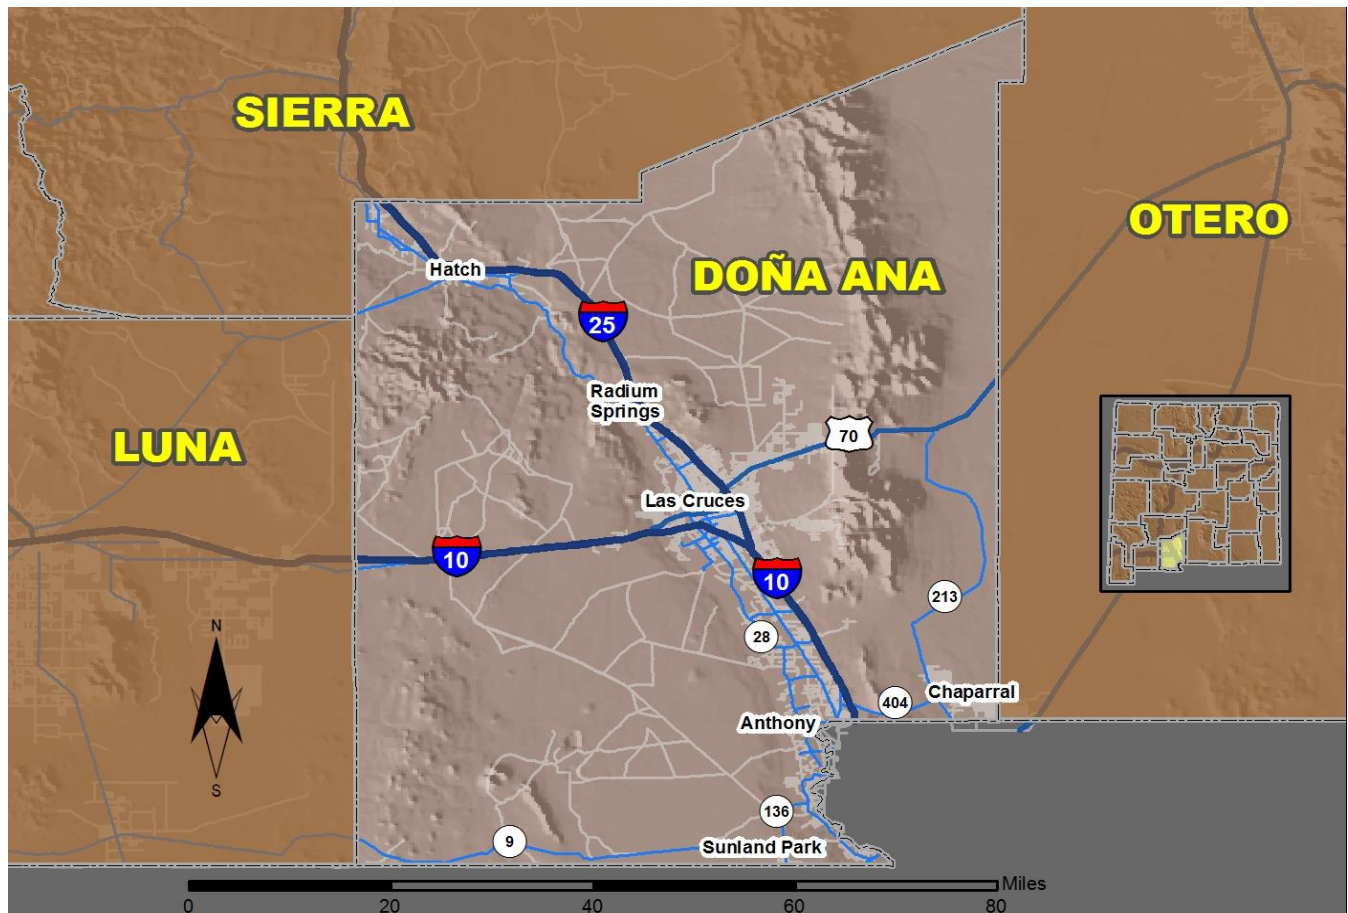 SIERRA
OTERO
DOÑA ANA
Hatch
25
Radium
Springs
LUNA
70
Las Cruces
10
10
213
28
N
S
Chaparral
404
Anthony
136
9
Sunland Park
Miles
0
20
40
60
80